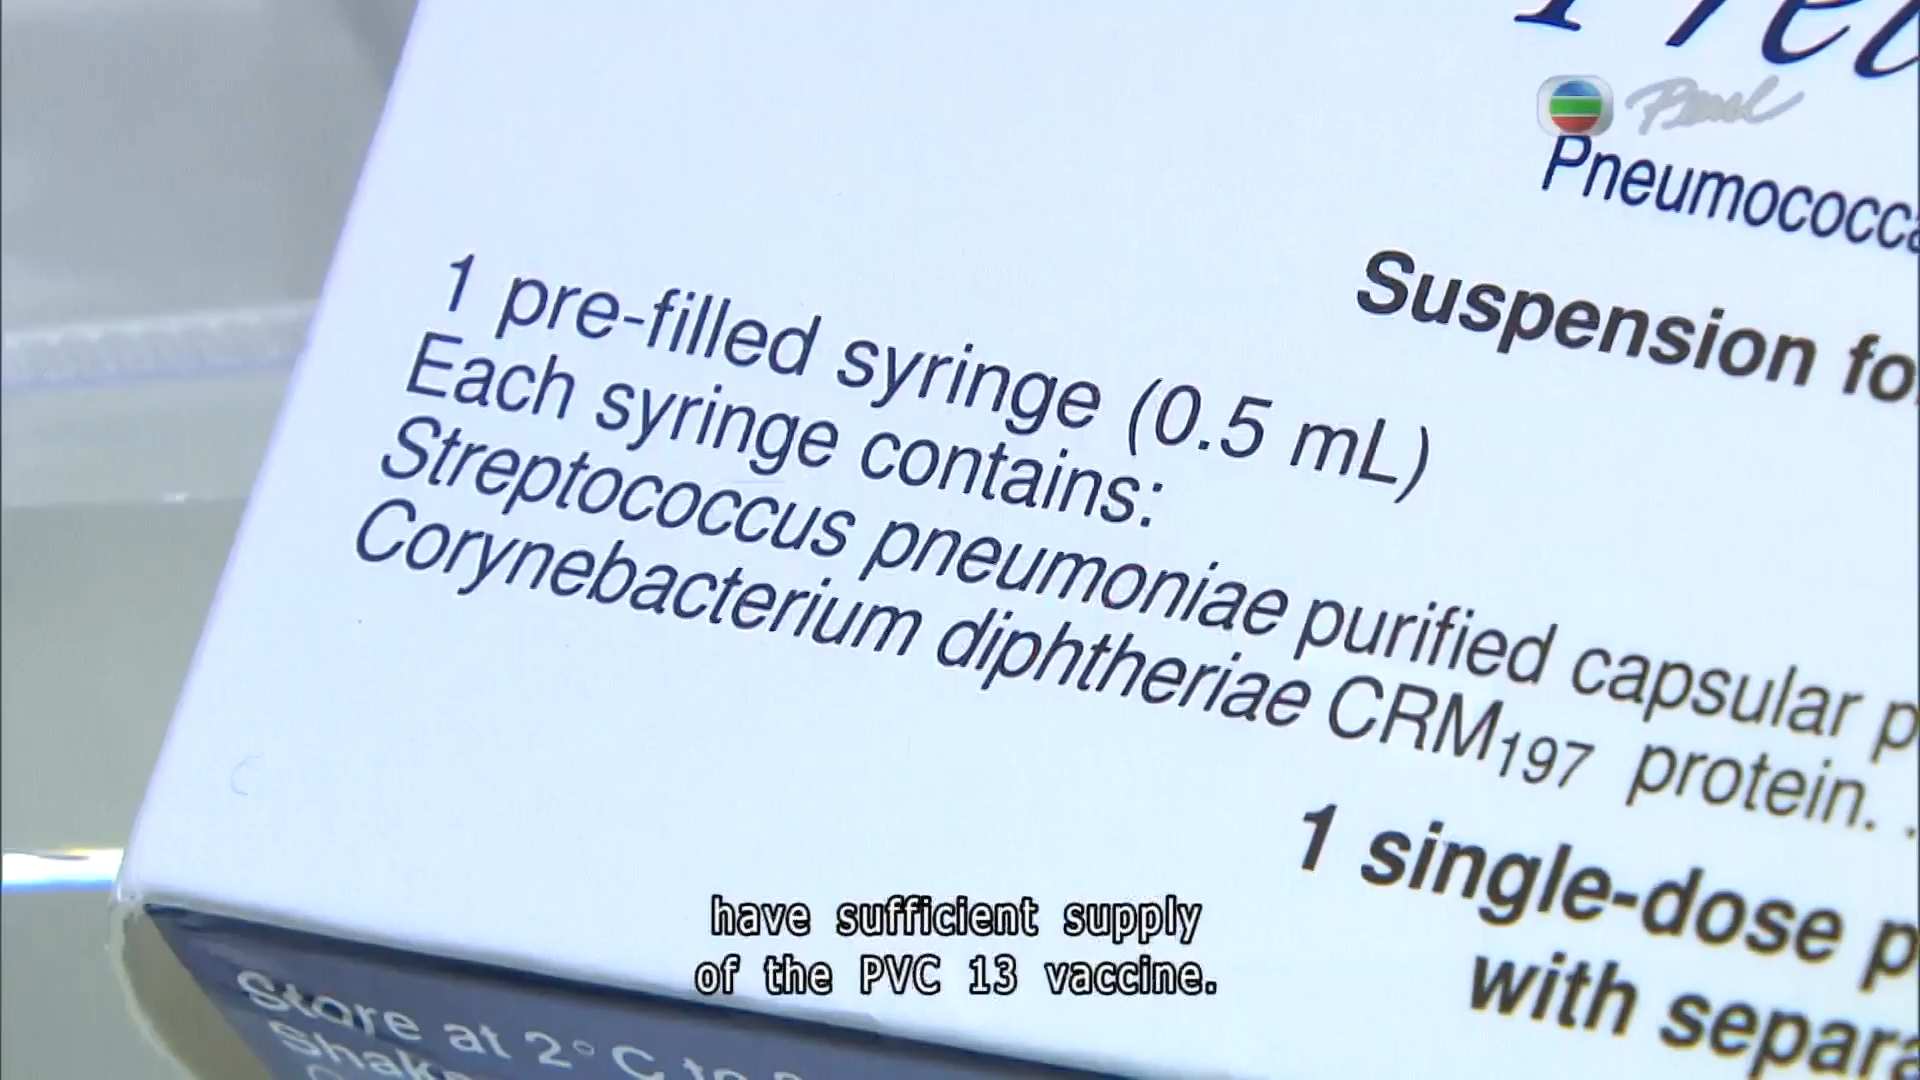 Pearl
Pneumococca
Suspension fo
1 pre-filled syringe (0.5 mL)
Each syringe contains:
Streptococcus pneumoniae purified capsular p
Corynebacterium diphtheriae CRM197 protein.
1 single-dose p
with separa
have sufficient supply
of the PVC 13 vaccine.
Store at 2° C to
Shake